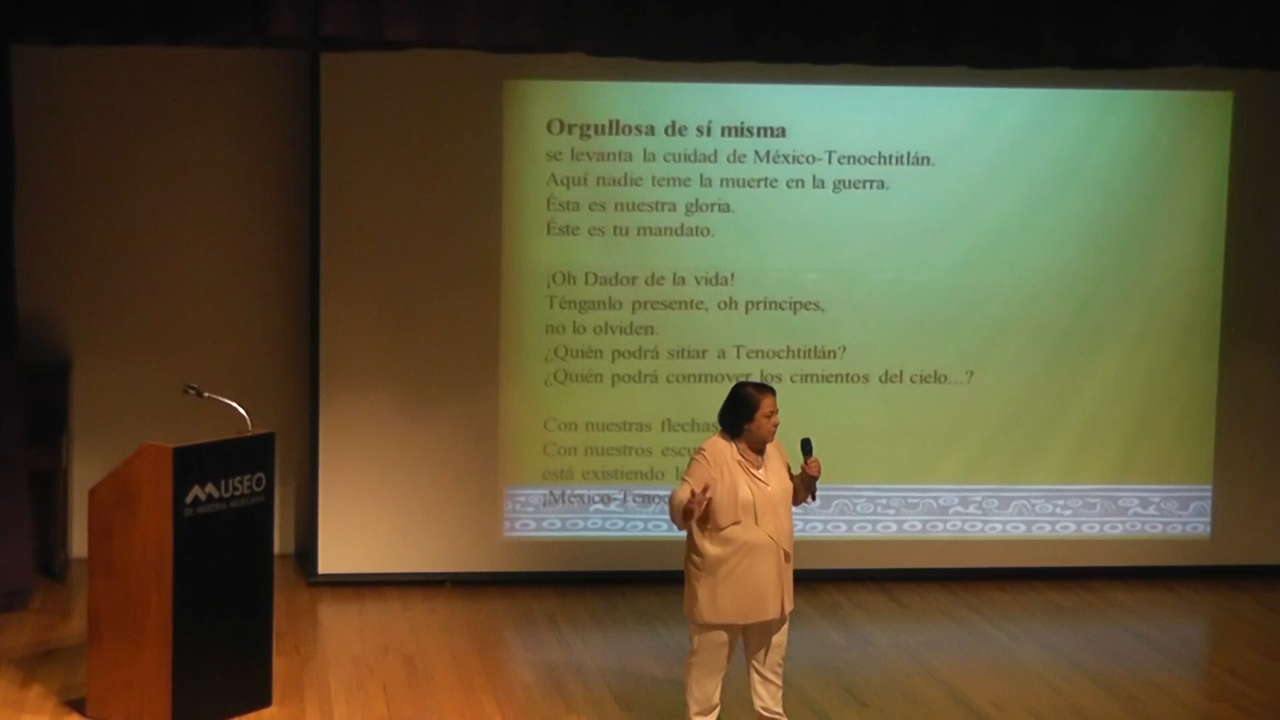 Orgullosa de sí misma
se levanta la cuidad de México-Tenochtitlán.
Aquí nadie teme la muerte en la guerra.
Ésta es nuestra gloria.
Éste es tu mandato.
¡Oh Dador de la vida!
Ténganlo presente, oh príncipes,
no lo olviden.
¿Quién podrá sitiar a Tenochtitlán?
¿Quién podrá conmover los cimientos del cielo...?
Con nuestras flechas
Con nuestros
está existiendo
MUSEO
DE HISTORIA MEXICANA